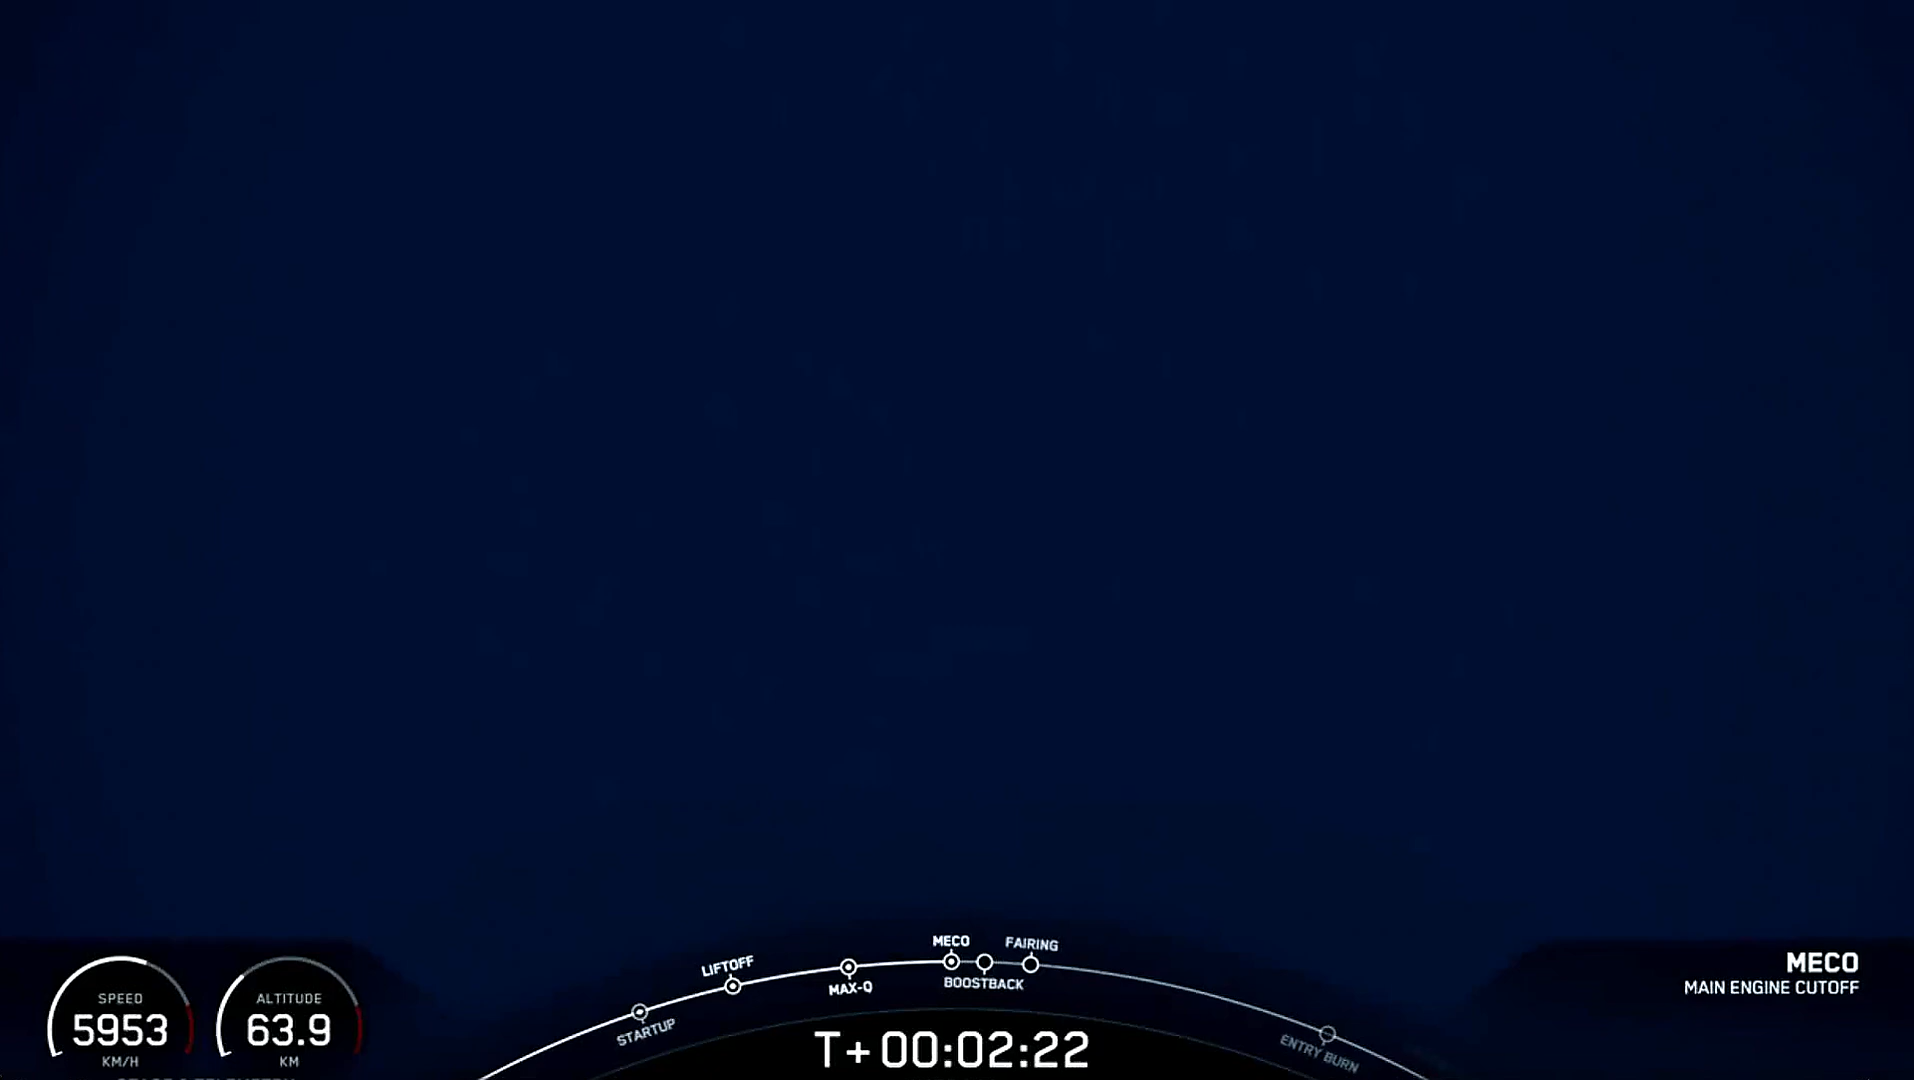 MECO
FAIRING
LIFTOFF
MAX-Q
BOOSTBACK
STARTUP
ENTRY BURN
SPEED
5953
KM/H
ALTITUDE
63.9
KM
T+00:02:22
MECO
MAIN ENGINE CUTOFF